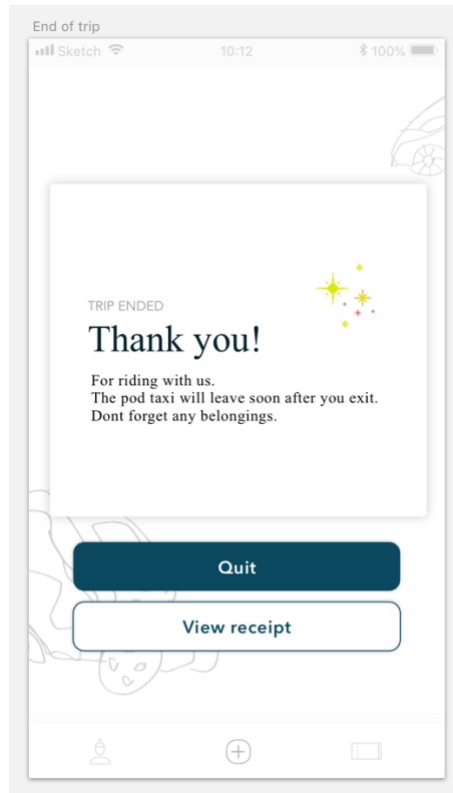 End of trip
Sketch 10:12 100%
TRIP ENDED
Thank you!
For riding with us.
The pod taxi will leave soon after you exit.
Dont forget any belongings.
Quit
View receipt